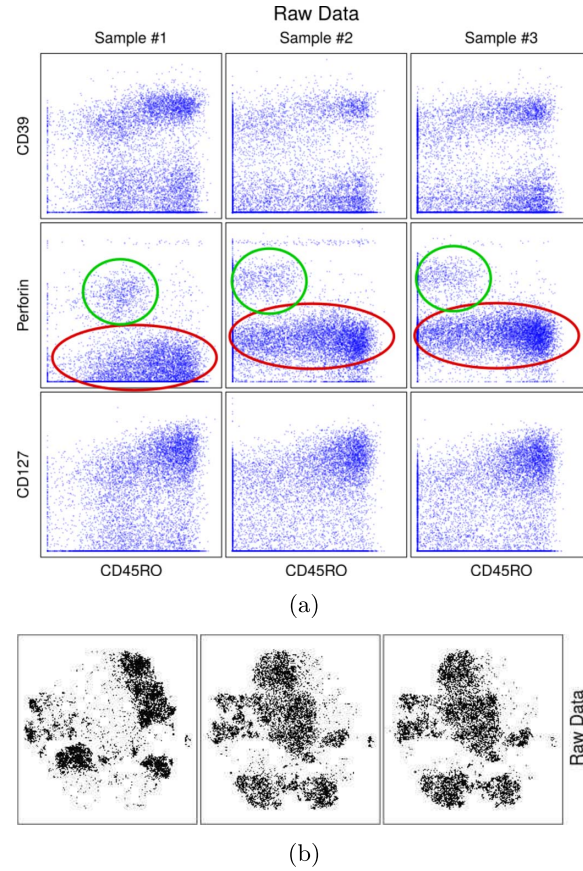 Raw Data
Sample #1 Sample #2 Sample #3
CD39
Perforin
CD127
CD45RO CD45RO CD45RO
(a)
Raw Data
(b)